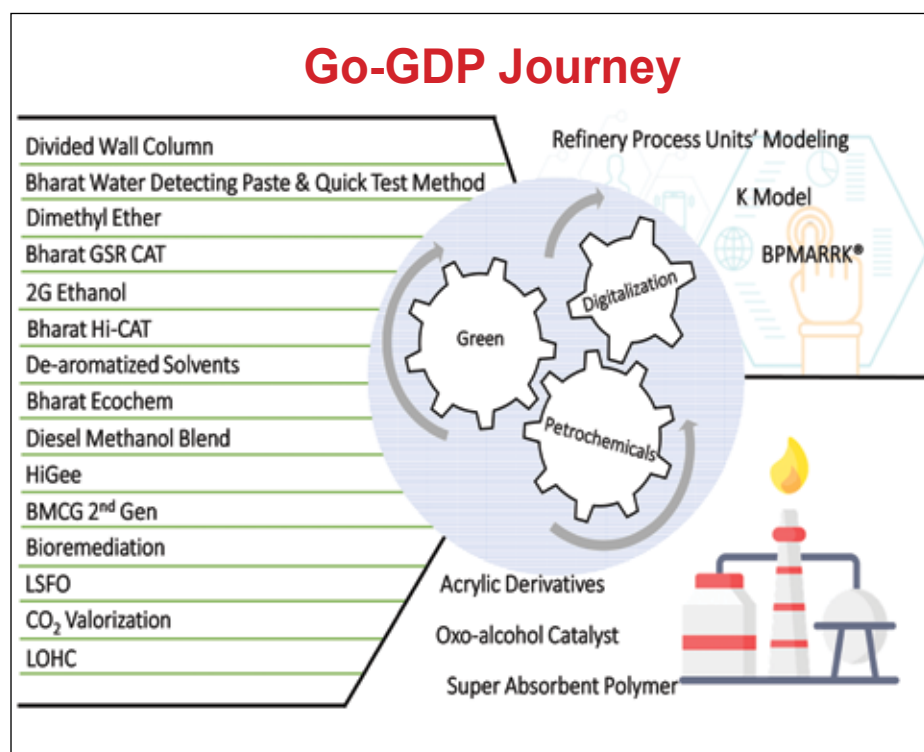 Go-GDP Journey
Divided Wall Column
Bharat Water Detecting Paste & Quick Test Method
Dimethyl Ether
Bharat GSR CAT
2G Ethanol
Bharat Hi-CAT
De-aromatized Solvents
Bharat Ecochem
Diesel Methanol Blend
HiGee
BMCG 2nd Gen
Bioremediation
LSFO
CO₂ Valorization
LOHC
Green
Digitalization
Petrochemicals
Refinery Process Units’ Modeling
K Model
BPMARRK®
Acrylic Derivatives
Oxo-alcohol Catalyst
Super Absorbent Polymer